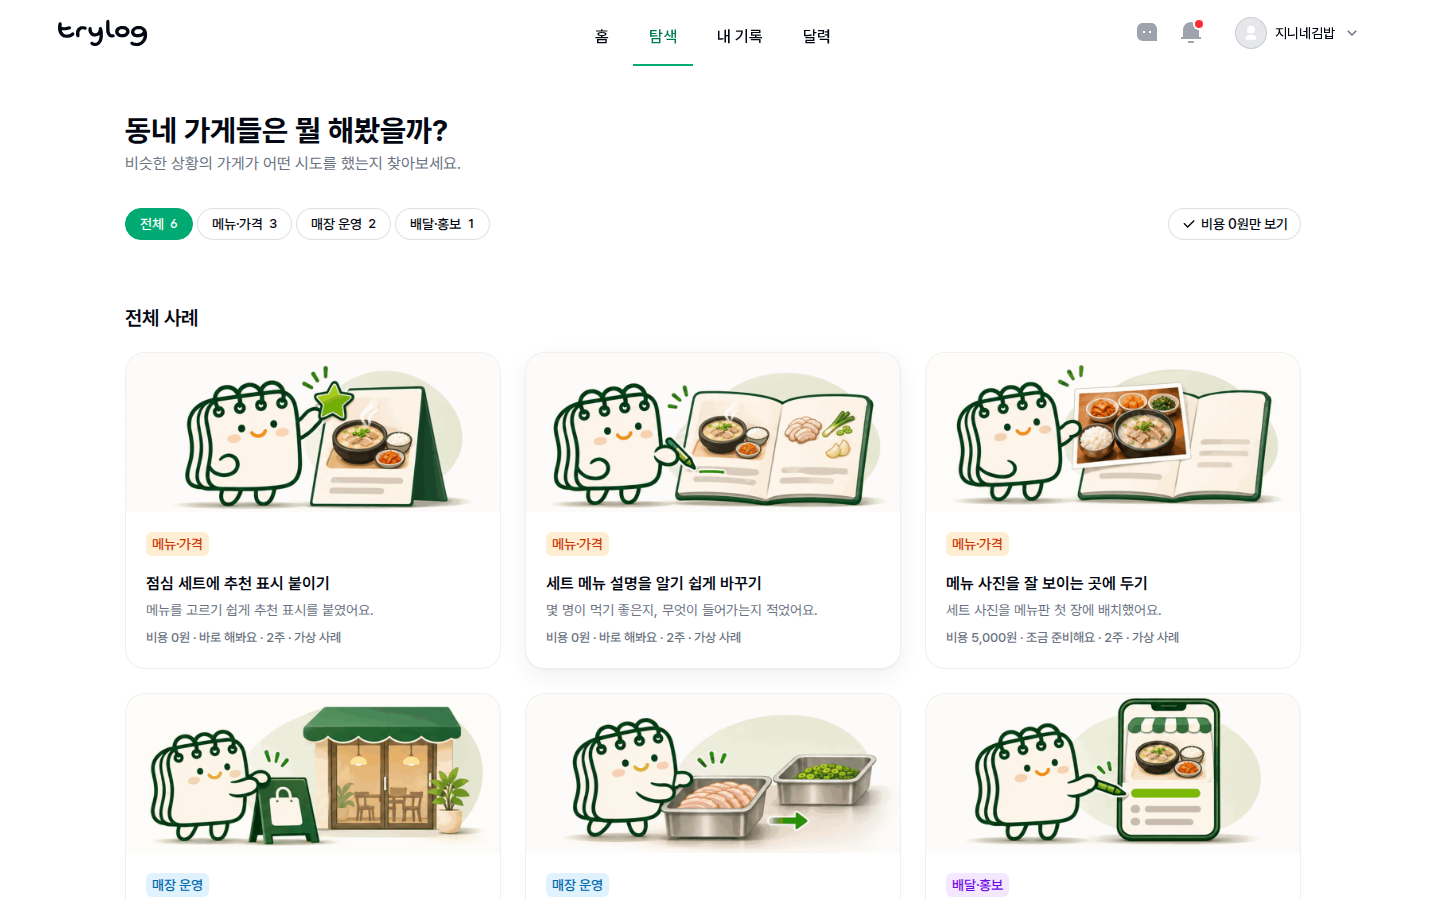 trylog
홈
탐색
내 기록
달력
지니네김밥
동네 가게들은 뭘 해봤을까?
비슷한 상황의 가게가 어떤 시도를 했는지 찾아보세요.
전체 6
메뉴·가격 3
매장 운영 2
배달·홍보 1
비용 0원만 보기
전체 사례
메뉴·가격
점심 세트에 추천 표시 붙이기
메뉴를 고르기 쉽게 추천 표시를 붙였어요.
비용 0원 · 바로 해봐요 · 2주 · 가상 사례
메뉴·가격
세트 메뉴 설명을 알기 쉽게 바꾸기
몇 명이 먹기 좋은지, 무엇이 들어가는지 적었어요.
비용 0원 · 바로 해봐요 · 2주 · 가상 사례
메뉴·가격
메뉴 사진을 잘 보이는 곳에 두기
세트 사진을 메뉴판 첫 장에 배치했어요.
비용 5,000원 · 조금 준비해요 · 2주 · 가상 사례
매장 운영
매장 운영
배달·홍보